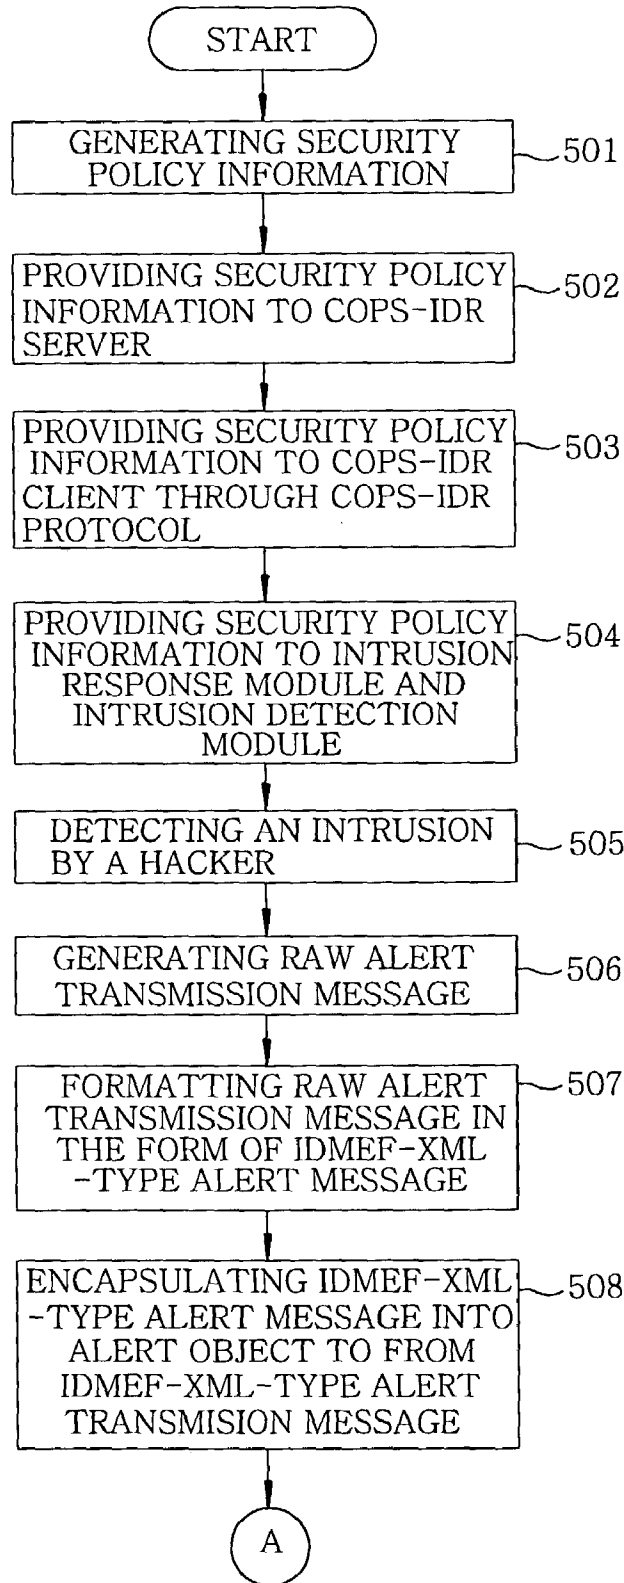 START
GENERATING SECURITY
POLICY INFORMATION
501
PROVIDING SECURITY POLICY
INFORMATION TO COPS-IDR
SERVER
502
PROVIDING SECURITY POLICY
INFORMATION TO COPS-IDR
CLIENT THROUGH COPS-IDR
PROTOCOL
503
PROVIDING SECURITY POLICY
INFORMATION TO INTRUSION
RESPONSE MODULE AND
INTRUSION DETECTION
MODULE
504
DETECTING AN INTRUSION
BY A HACKER
505
GENERATING RAW ALERT
TRANSMISSION MESSAGE
506
FORMATTING RAW ALERT
TRANSMISSION MESSAGE IN
THE FORM OF IDMEF-XML
-TYPE ALERT MESSAGE
507
ENCAPSULATING IDMEF-XML
-TYPE ALERT MESSAGE INTO
ALERT OBJECT TO FROM
IDMEF-XML-TYPE ALERT
TRANSMISION MESSAGE
508
A